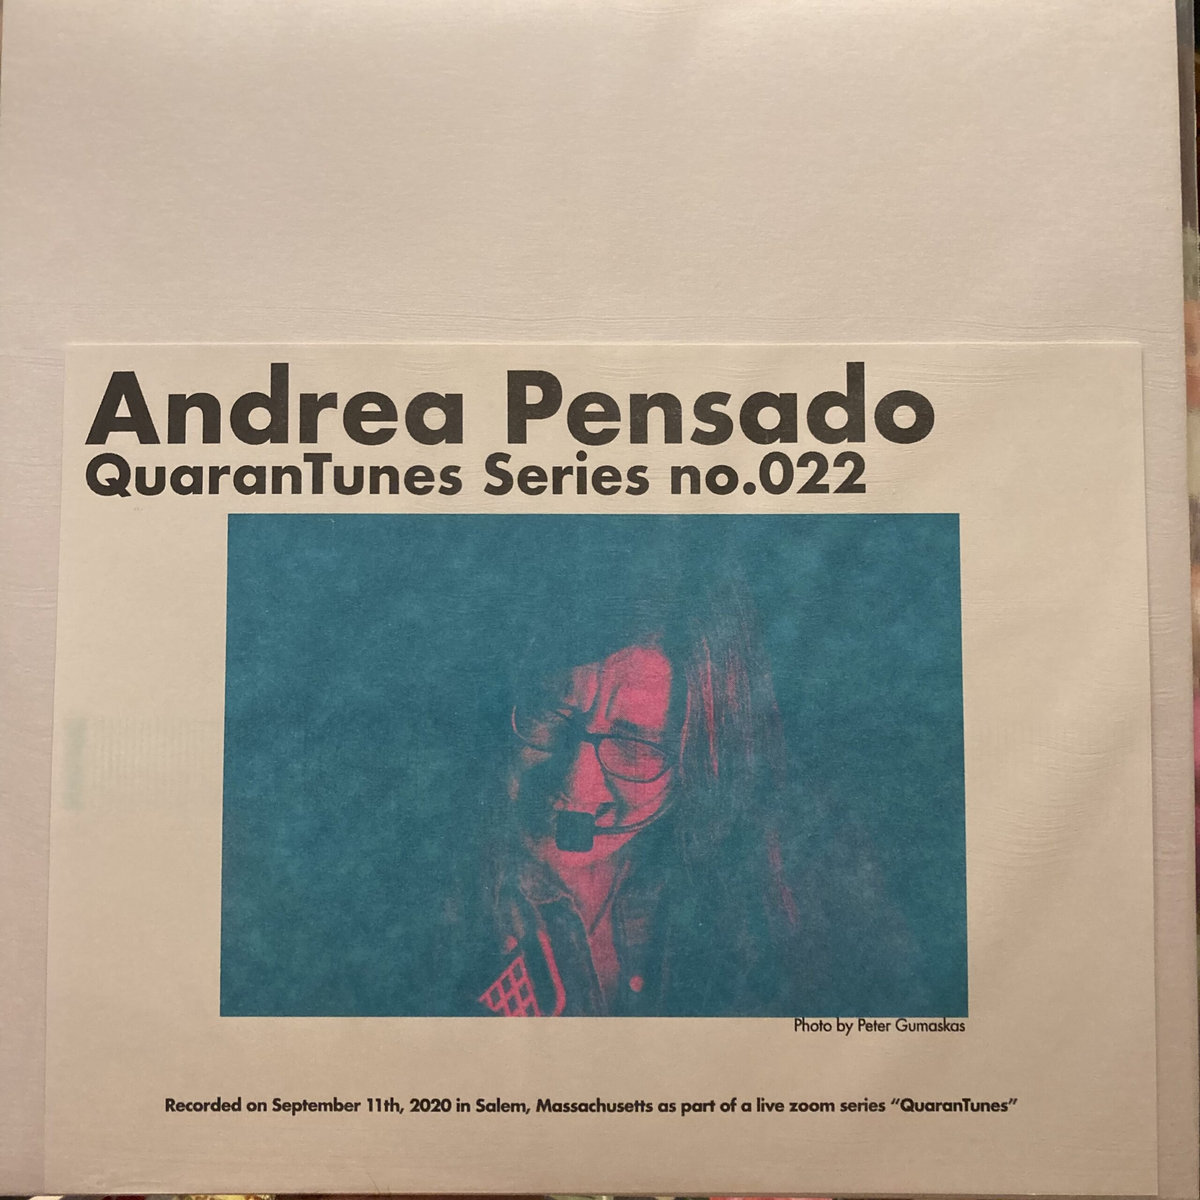 Andrea Pensado
QuaranTunes Series no.022
Photo by Peter Gumaskas
Recorded on September 11th, 2020 in Salem, Massachusetts as part of a live zoom series “QuaranTunes”